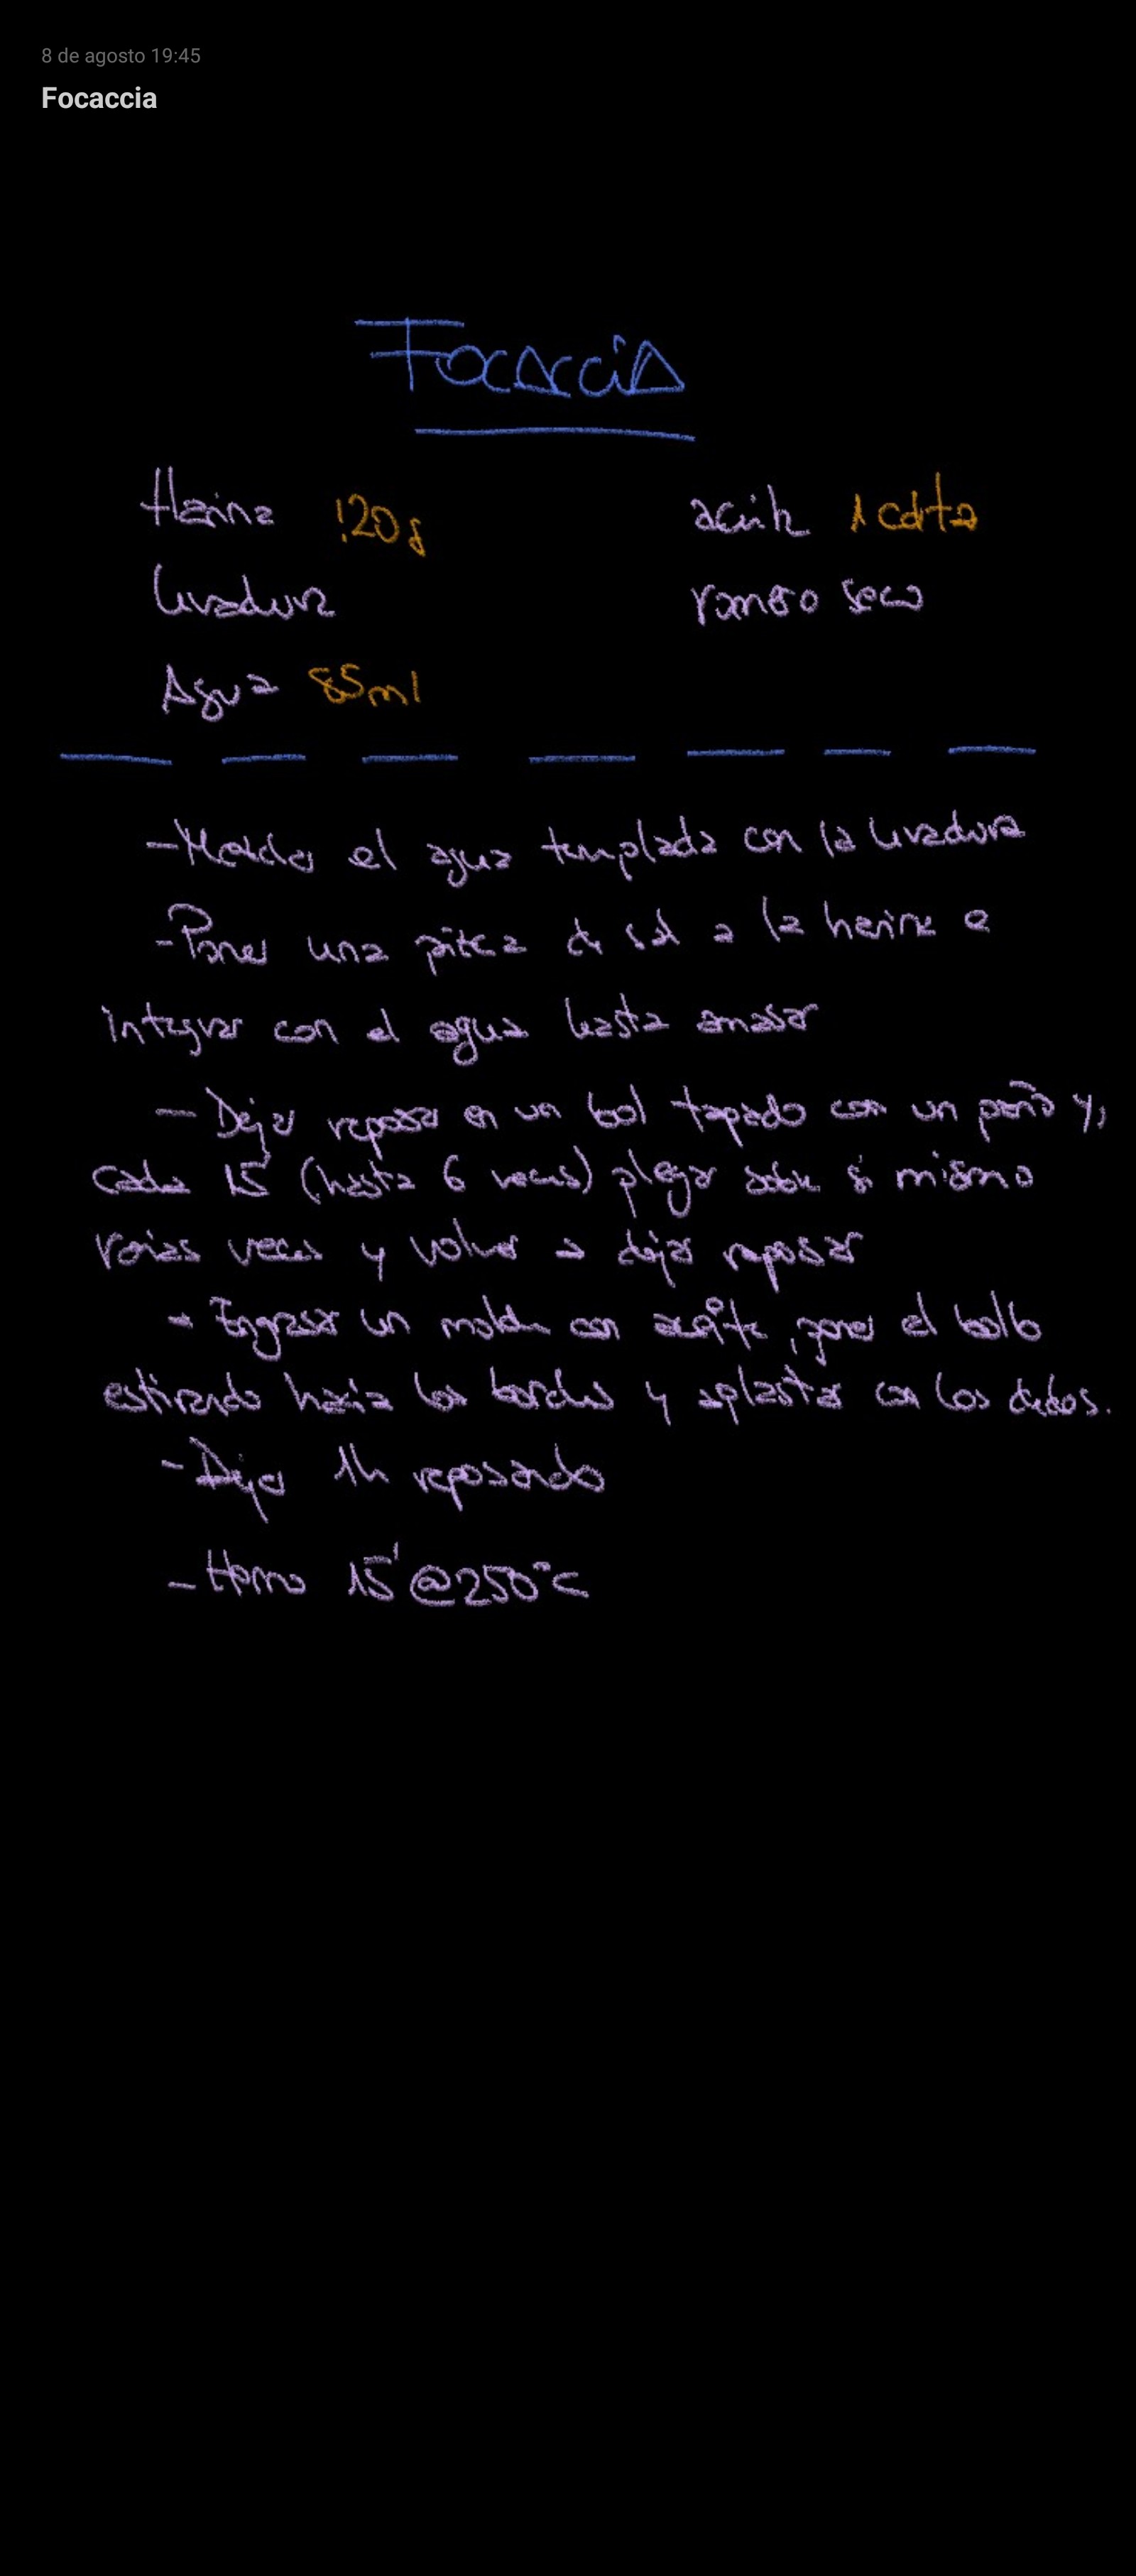 8 de agosto 19:45
Focaccia
FocAcciA
Harina 120g aceite 1 cdta
levadura romero seco
Agua 85ml
- Mezclar el agua templada con la levadura
- Poner una pizca de sal a la harina e
integrar con el agua hasta amasar
- Dejar reposar en un bol tapado con un paño y,
cada 15' (hasta 6 veces) plegar sobre si mismo
varias veces y volver a dejar reposar
- Engrasar un molde con aceite, poner el bollo
estirando hacia los bordes y aplastar con los dedos.
- Dejar 1h reposando
- Horno 15' @250°C